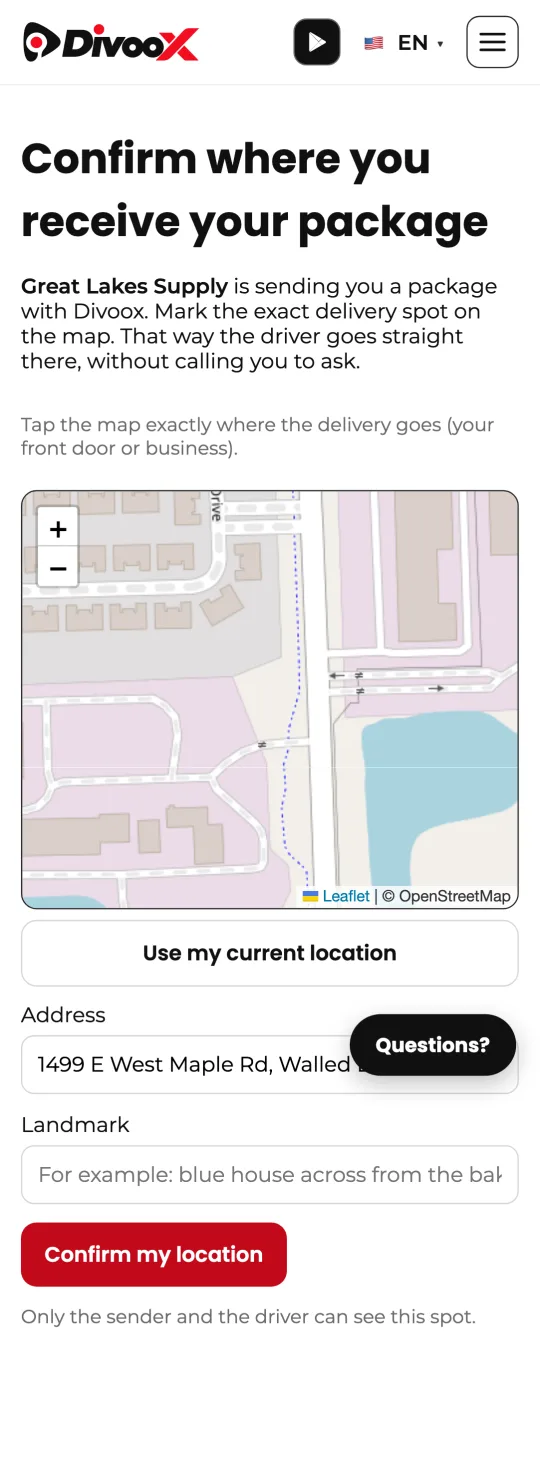 DivooX
EN
Confirm where you
receive your package
Great Lakes Supply is sending you a package
with Divoox. Mark the exact delivery spot on
the map. That way the driver goes straight
there, without calling you to ask.
Tap the map exactly where the delivery goes (your
front door or business).
Drive
+
−
Leaflet | © OpenStreetMap
Use my current location
Address
1499 E West Maple Rd, Walled
Questions?
Landmark
For example: blue house across from the
Confirm my location
Only the sender and the driver can see this spot.